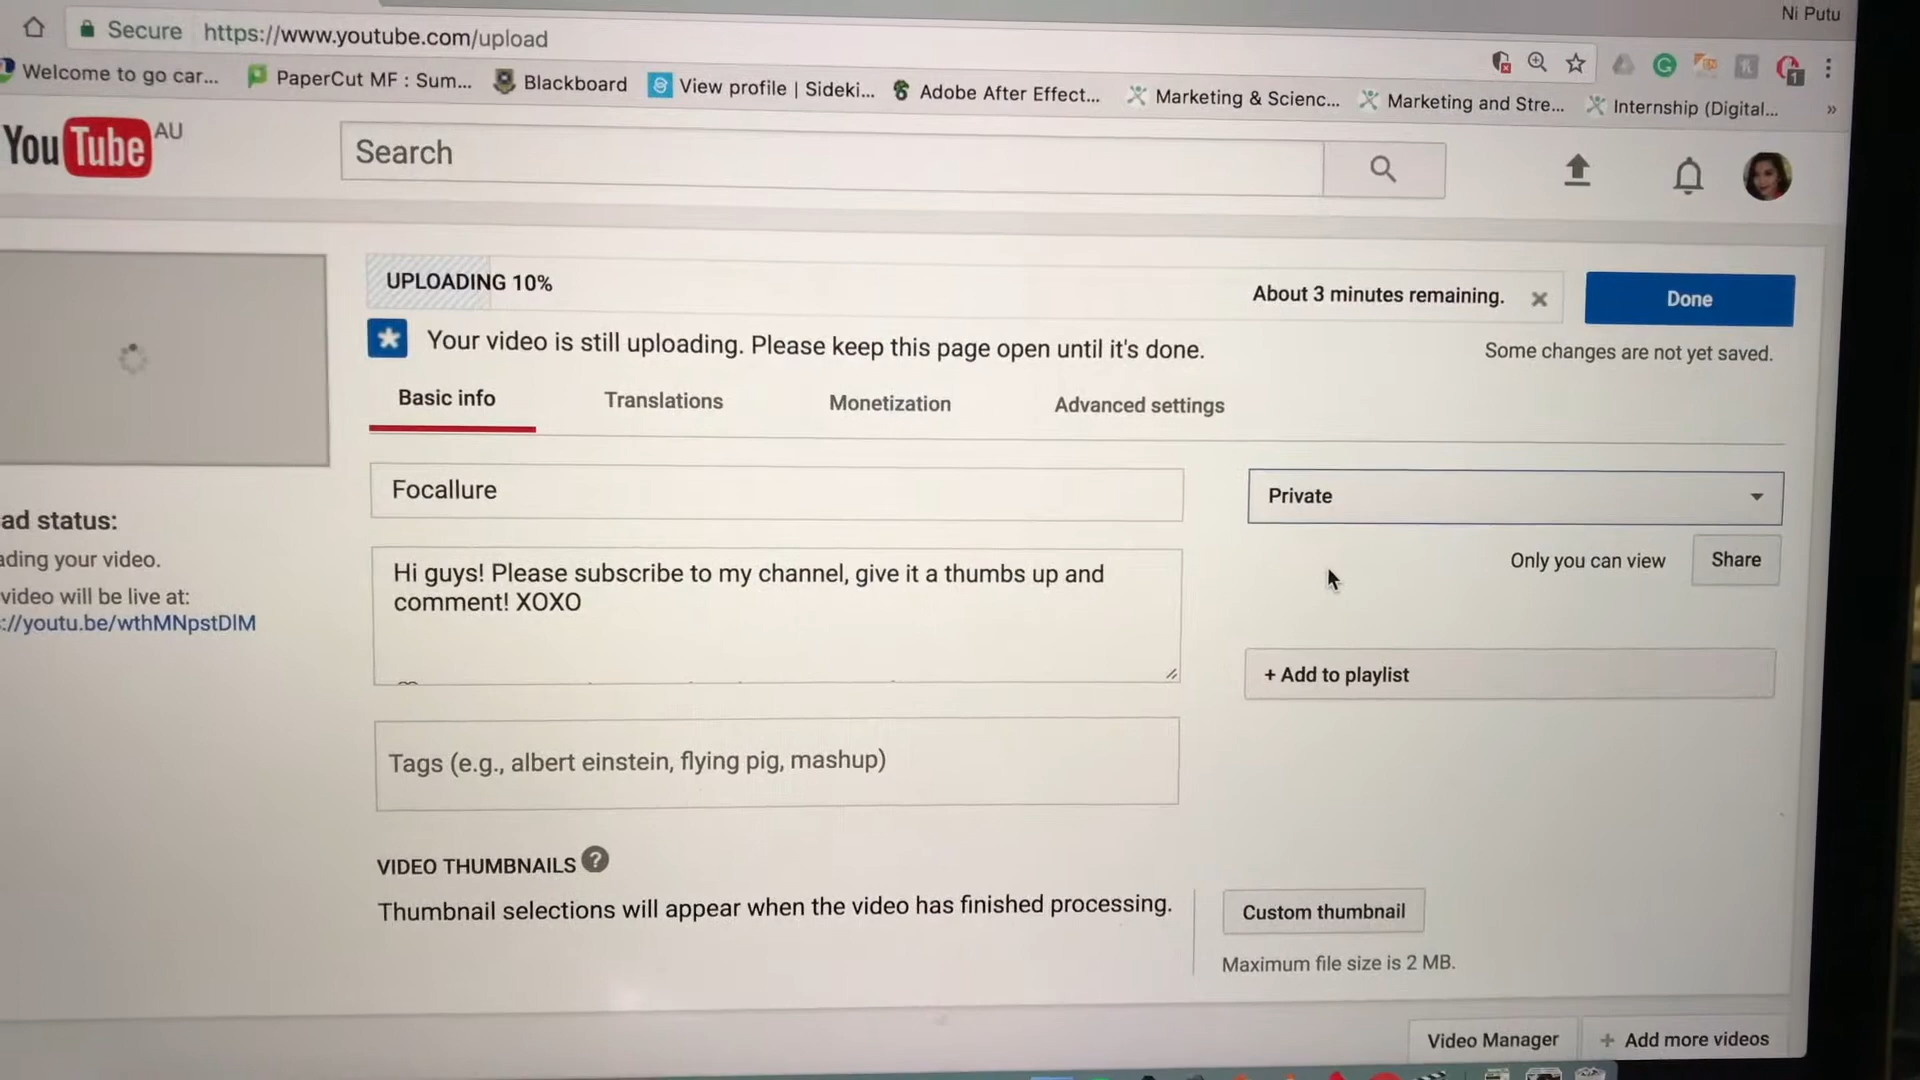 Ni Putu
Secure https://www.youtube.com/upload
Welcome to go car... PaperCut MF : Sum... Blackboard View profile | Sideki... Adobe After Effect... Marketing & Scienc... Marketing and Stre... Internship (Digital... »
YouTube AU
Search
UPLOADING 10%
About 3 minutes remaining.
Done
Your video is still uploading. Please keep this page open until it's done.
Some changes are not yet saved.
Basic info Translations Monetization Advanced settings
Focallure
Private
ad status:
ading your video.
video will be live at:
://youtu.be/wthMNpstDlM
Hi guys! Please subscribe to my channel, give it a thumbs up and
comment! XOXO
Only you can view
Share
+ Add to playlist
Tags (e.g., albert einstein, flying pig, mashup)
VIDEO THUMBNAILS ?
Thumbnail selections will appear when the video has finished processing.
Custom thumbnail
Maximum file size is 2 MB.
Video Manager
+ Add more videos